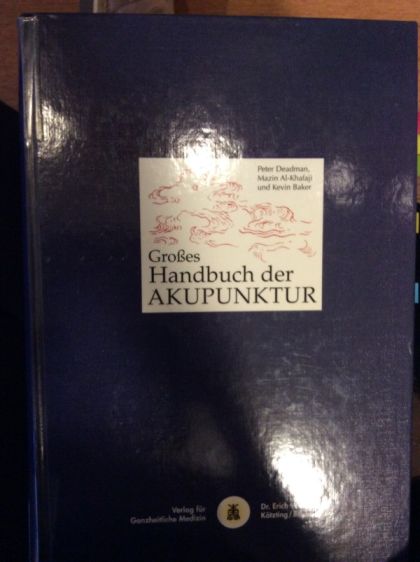 Peter Deadman,
Mazin Al-Khafaji
und Kevin Baker
Großes
Handbuch der
AKUPUNKTUR
Verlag für
Ganzheitliche Medizin
Dr. Erich
Kötzting/